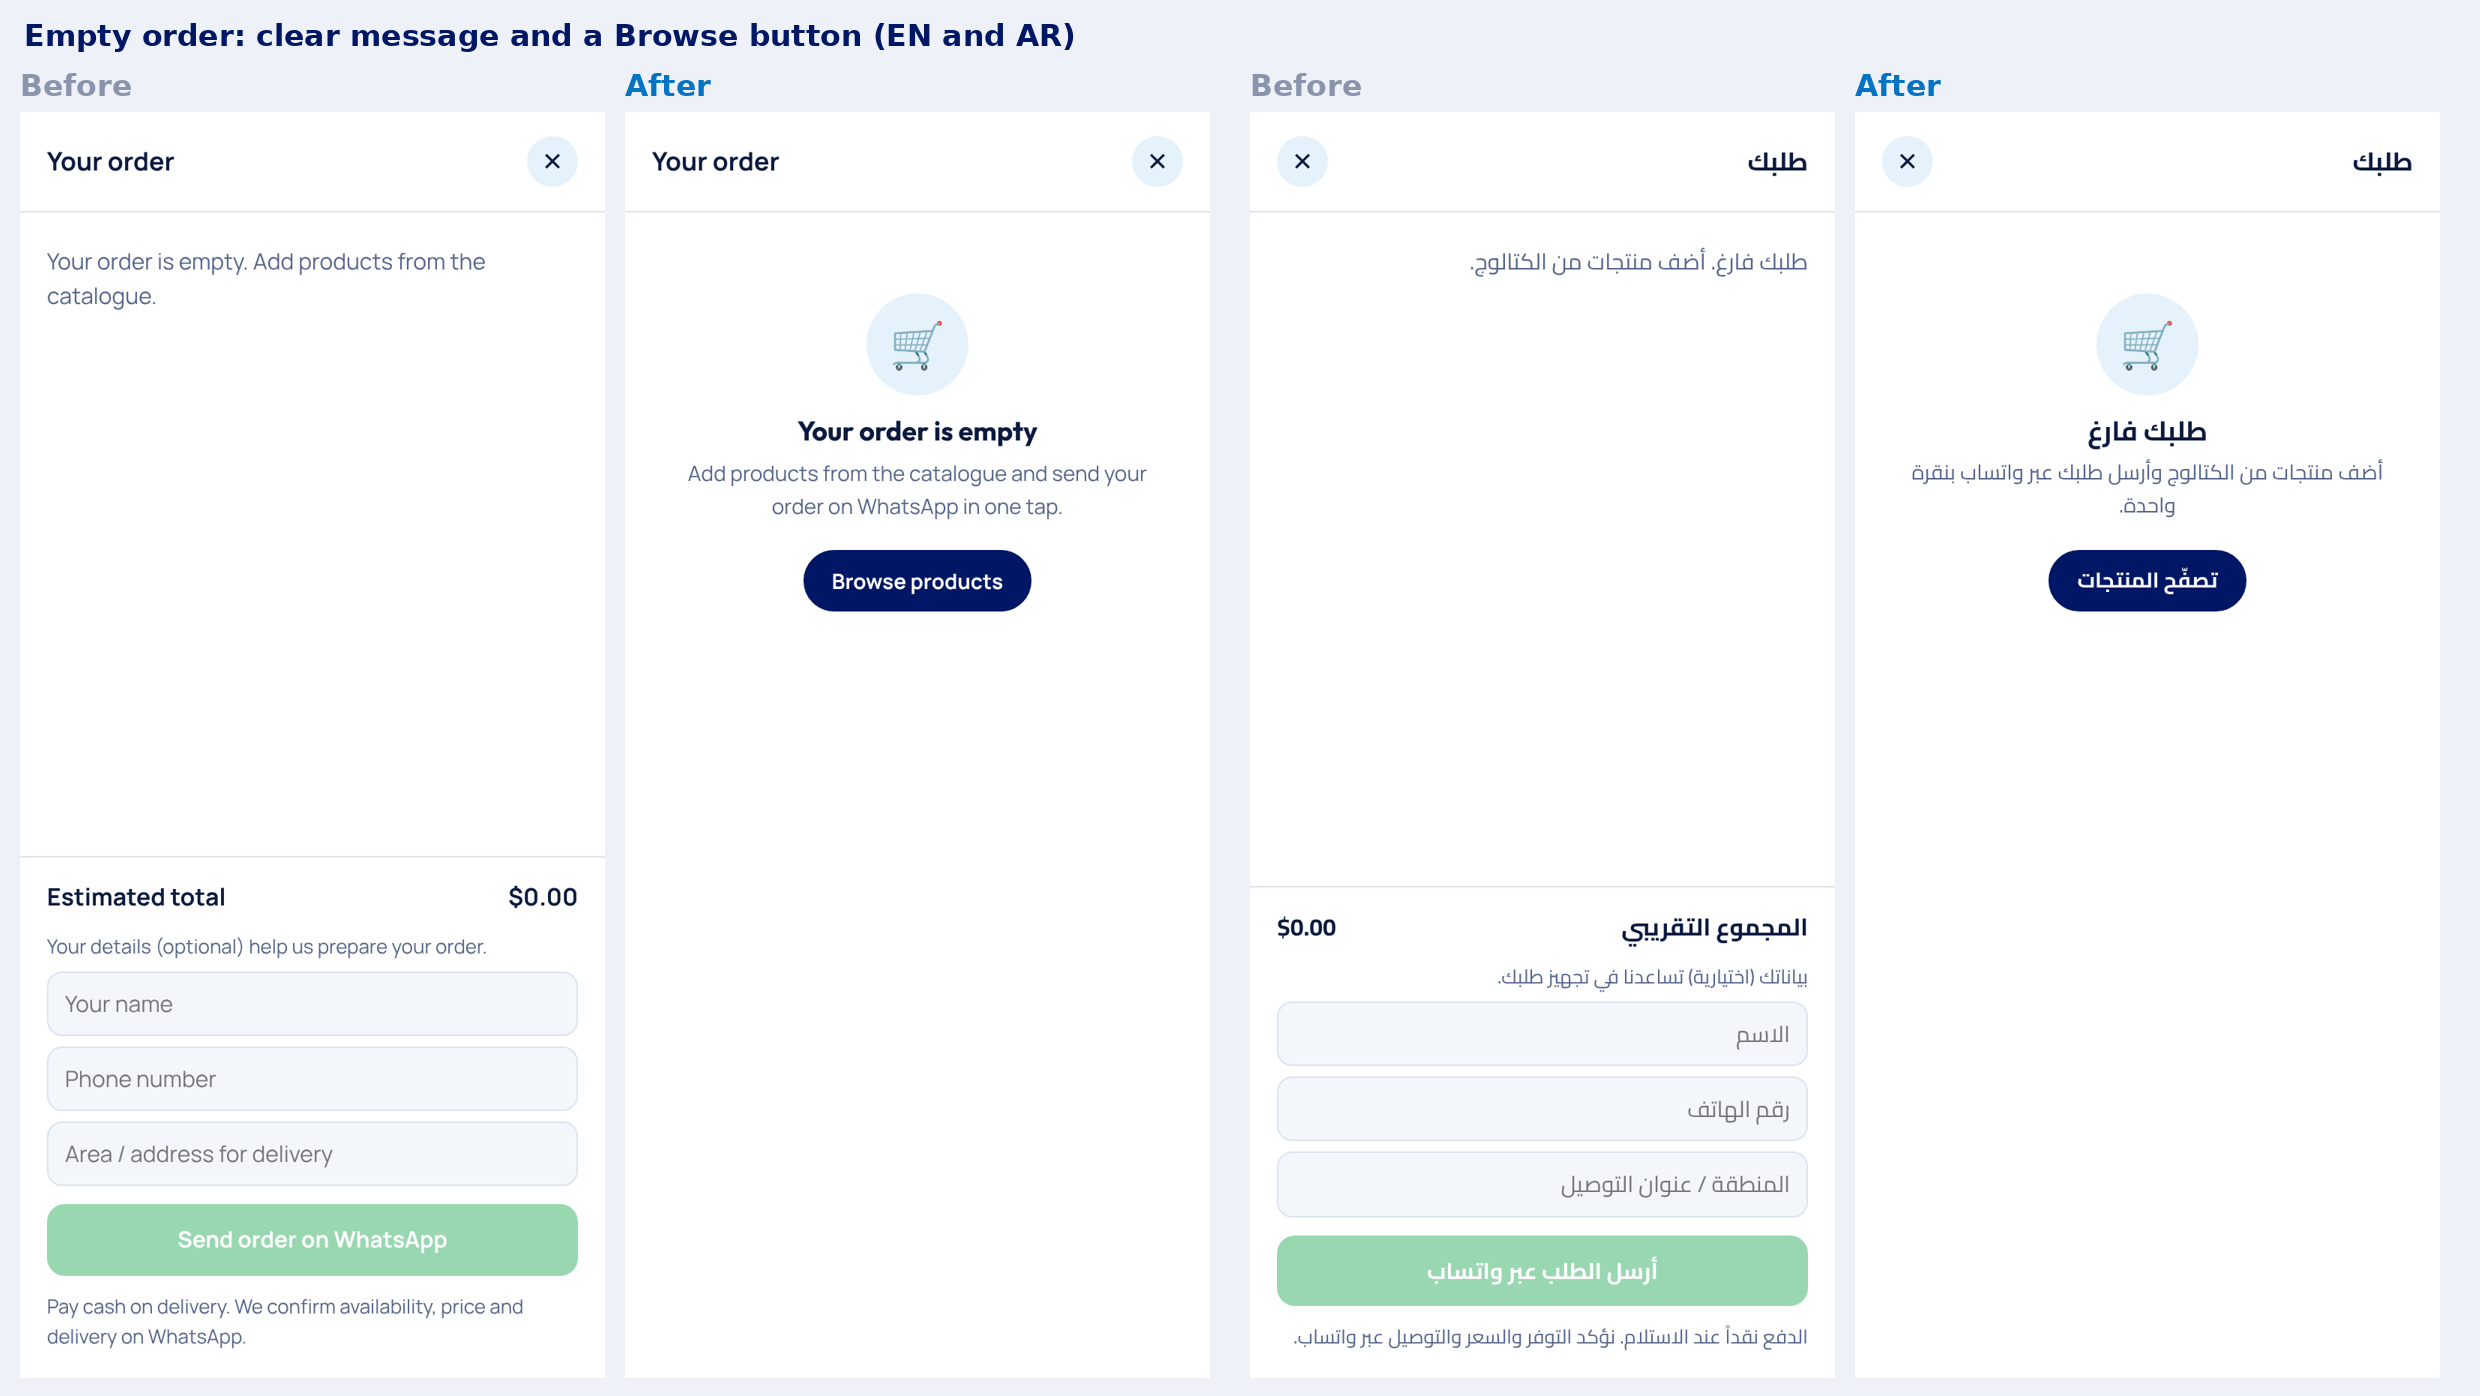 Empty order: clear message and a Browse button (EN and AR)
Before
Your order
✕
Your order is empty. Add products from the
catalogue.
Estimated total
$0.00
Your details (optional) help us prepare your order.
Your name
Phone number
Area / address for delivery
Send order on WhatsApp
Pay cash on delivery. We confirm availability, price and
delivery on WhatsApp.
After
Your order
✕
Your order is empty
Add products from the catalogue and send your
order on WhatsApp in one tap.
Browse products
Before
طلبك
✕
طلبك فارغ. أضف منتجات من الكتالوج.
المجموع التقريبي
$0.00
بياناتك (اختيارية) تساعدنا في تجهيز طلبك.
الاسم
رقم الهاتف
المنطقة / عنوان التوصيل
أرسل الطلب عبر واتساب
الدفع نقداً عند الاستلام. نؤكد التوفر والسعر والتوصيل عبر واتساب.
After
طلبك
✕
طلبك فارغ
أضف منتجات من الكتالوج وأرسل طلبك عبر واتساب بنقرة
واحدة.
تصفّح المنتجات